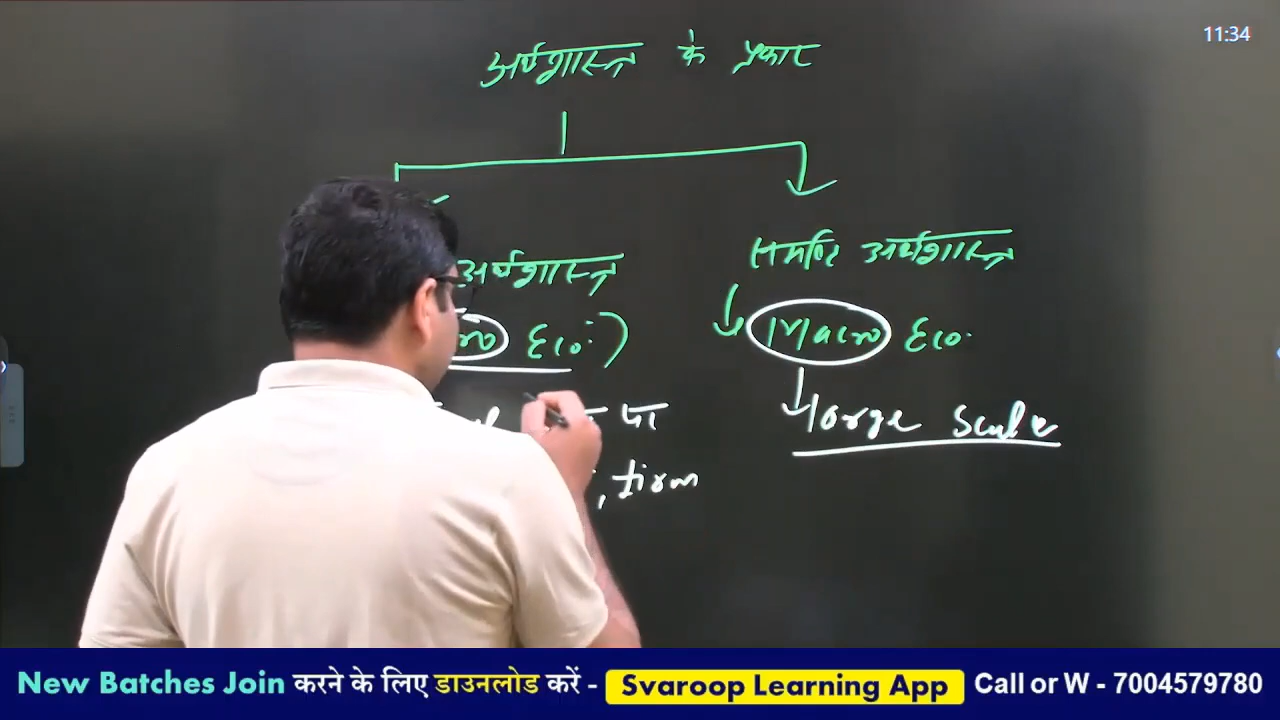 11:34
अर्थशास्त्र के प्रकार
अर्थशास्त्र
समष्टि अर्थशास्त्र
Eco.)
Macro Eco.
पर
large scale
, firm
New Batches Join करने के लिए डाउनलोड करें - Svaroop Learning App Call or W - 7004579780